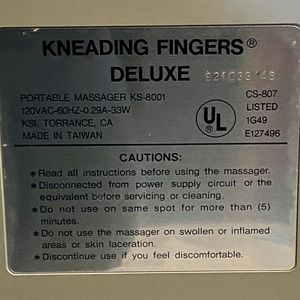 KNEADING FINGERS®
DELUXE
PORTABLE MASSAGER KS-8001
120VAC-60HZ-0.29A-33W
KSI, TORRANCE, CA
MADE IN TAIWAN
UL
CS-807
LISTED
1G49
E127496
CAUTIONS:
*Read all instructions before using the massager.
*Disconnected from power supply circuit or the
equivalent before servicing or cleaning.
*Do not use on same spot for more than (5)
minutes.
*Do not use the massager on swollen or inflamed
areas or skin laceration.
*Discontinue use if you feel discomfortable.